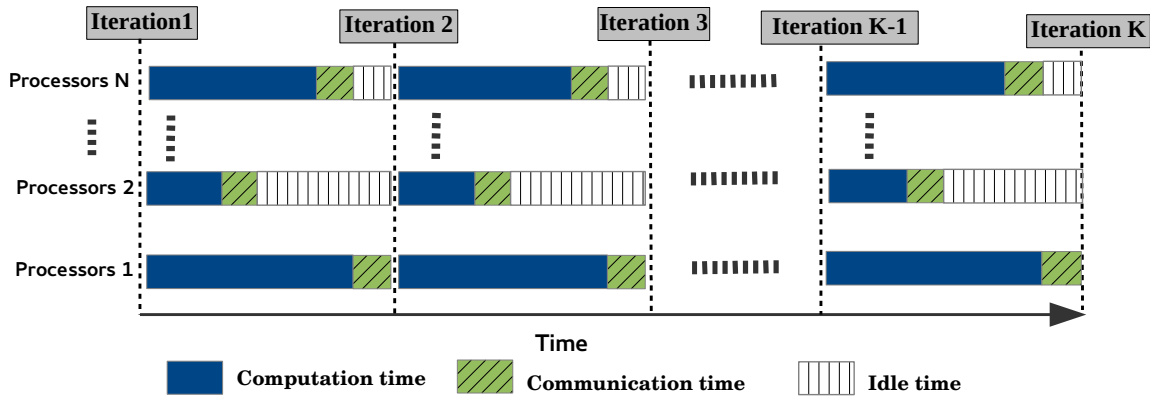 Iteration1
Iteration 2
Iteration 3
Iteration K-1
Iteration K
Processors N
Processors 2
Processors 1
Time
Computation time
Communication time
Idle time